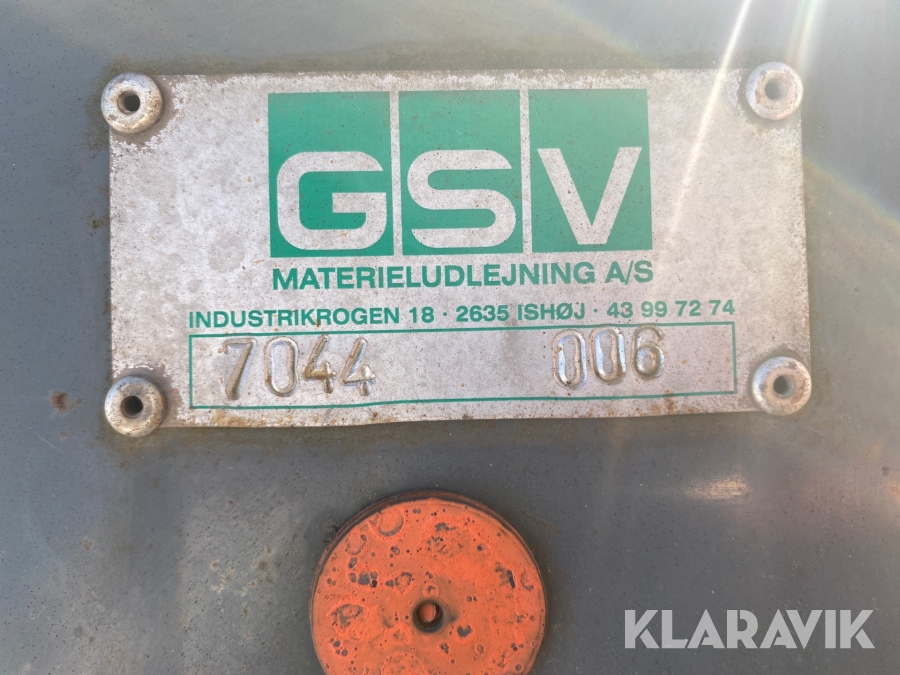 GSV
MATERIELUDLEJNING A/S
INDUSTRIKROGEN 18 · 2635 ISHØJ · 43 99 72 74
7044 006
KLARAVIK